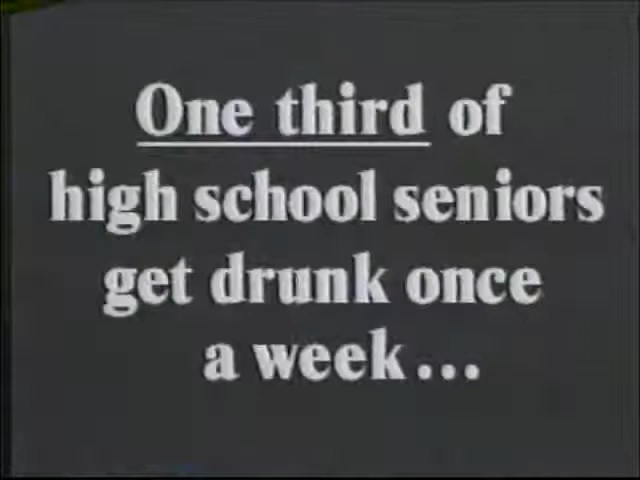 One third of
high school seniors
get drunk once
a week...